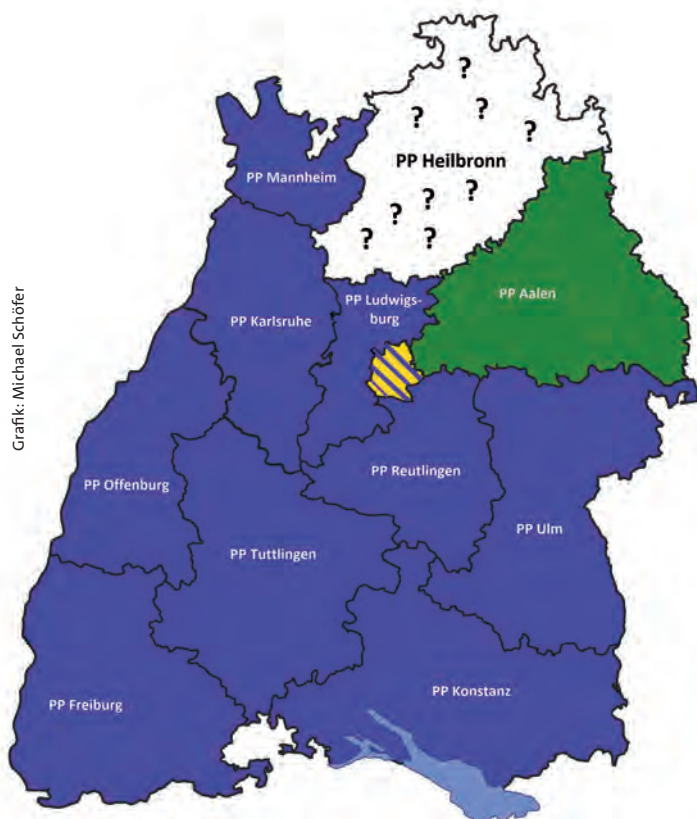 ?
?
?
?
PP Heilbronn
PP Mannheim
?
?
?
?
?
Grafik: Michael Schöfer
PP Aalen
PP Ludwigs-
burg
PP Karlsruhe
PP Reutlingen
PP Offenburg
PP Ulm
PP Tuttlingen
PP Konstanz
PP Freiburg